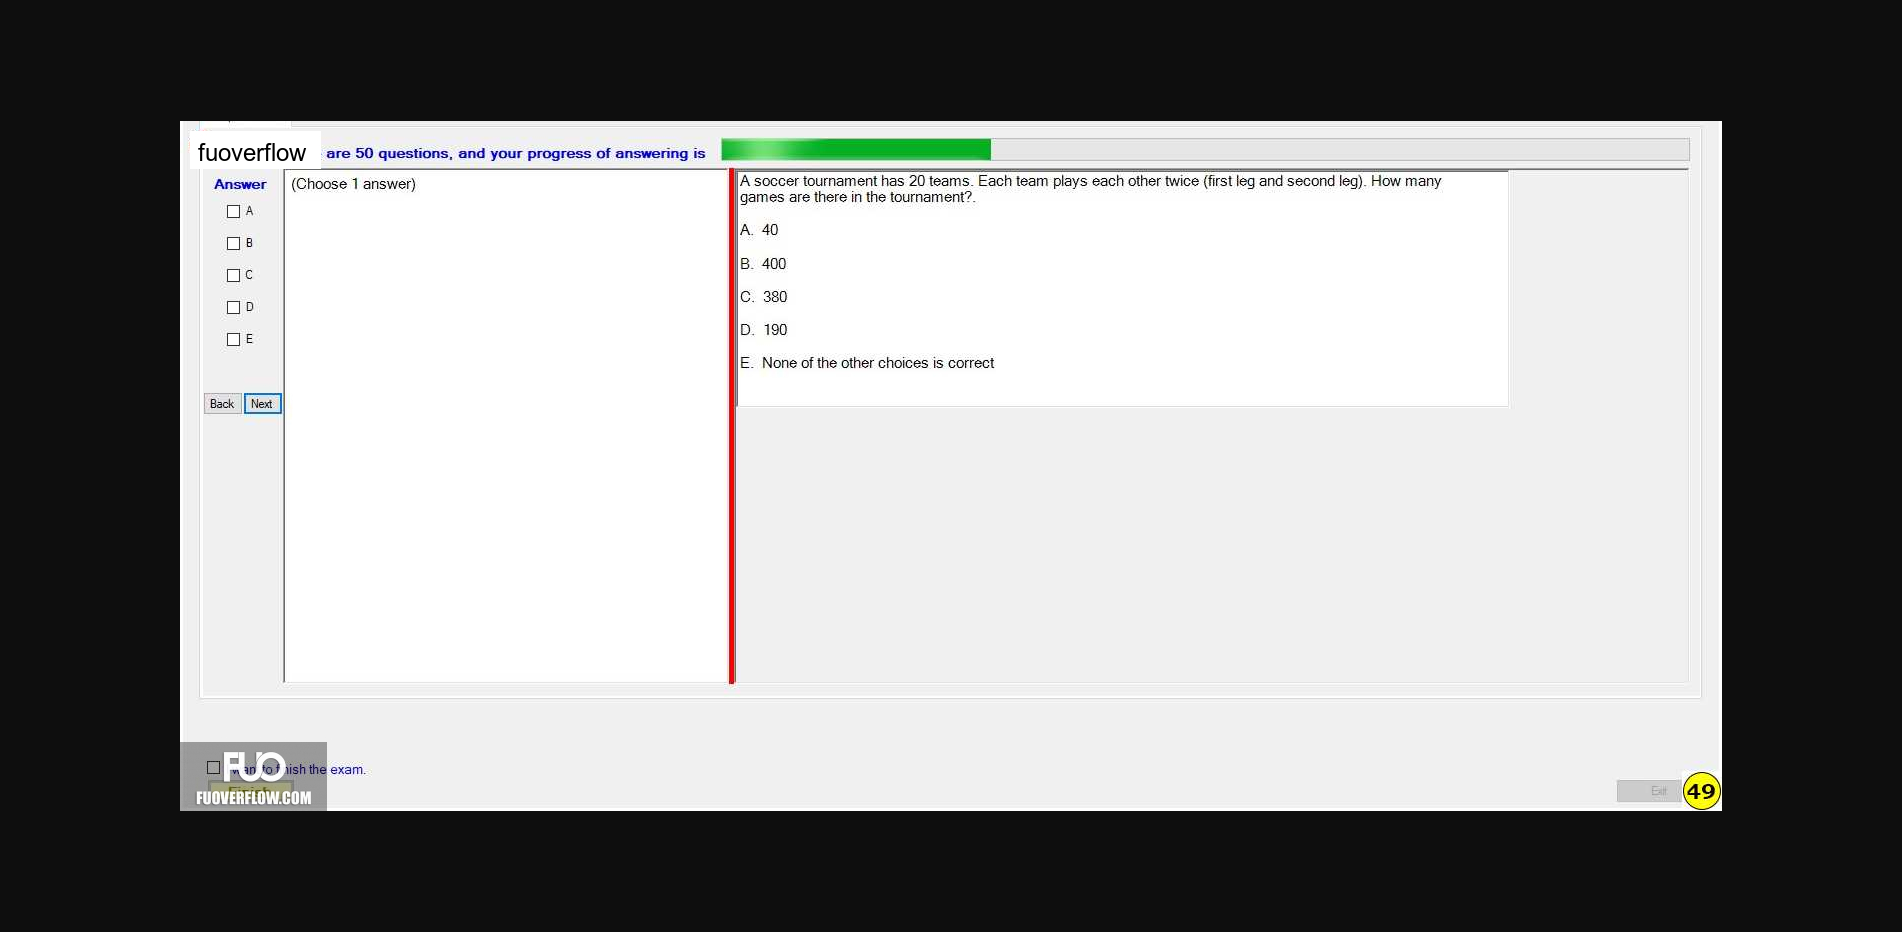 fuoverflow are 50 questions, and your progress of answering is
Answer
(Choose 1 answer)
A
B
C
D
E
Back Next
A soccer tournament has 20 teams. Each team plays each other twice (first leg and second leg). How many
games are there in the tournament?.
A. 40
B. 400
C. 380
D. 190
E. None of the other choices is correct
FUO
want to finish the exam.
Finish
FUOVERFLOW.COM
Exit
49